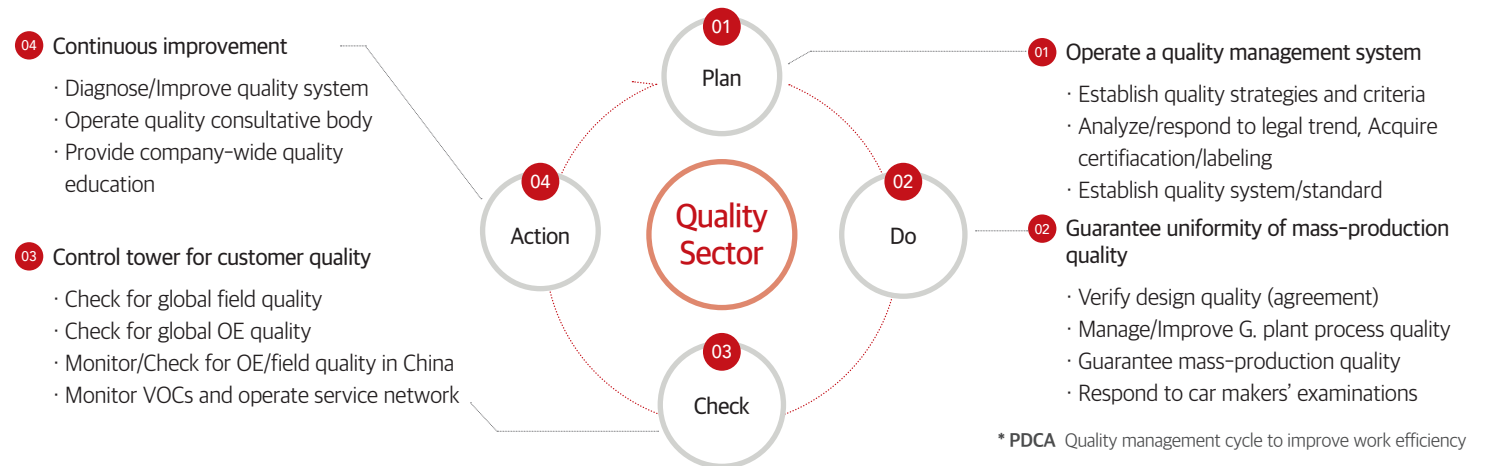 04 Continuous improvement
· Diagnose/Improve quality system
· Operate quality consultative body
· Provide company-wide quality
education
03 Control tower for customer quality
· Check for global field quality
· Check for global OE quality
· Monitor/Check for OE/field quality in China
· Monitor VOCs and operate service network
01
Plan
04
Action
Quality
Sector
02
Do
03
Check
01 Operate a quality management system
· Establish quality strategies and criteria
· Analyze/respond to legal trend, Acquire
certifiacation/labeling
· Establish quality system/standard
02 Guarantee uniformity of mass-production
quality
· Verify design quality (agreement)
· Manage/Improve G. plant process quality
· Guarantee mass-production quality
· Respond to car makers' examinations
* PDCA Quality management cycle to improve work efficiency